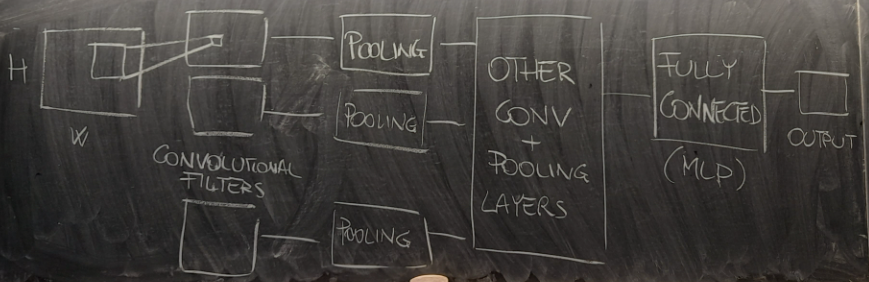 H
W
CONVOLUTIONAL
FILTERS
POOLING
POOLING
POOLING
OTHER
CONV
+
POOLING
LAYERS
FULLY
CONNECTED
(MLP)
OUTPUT